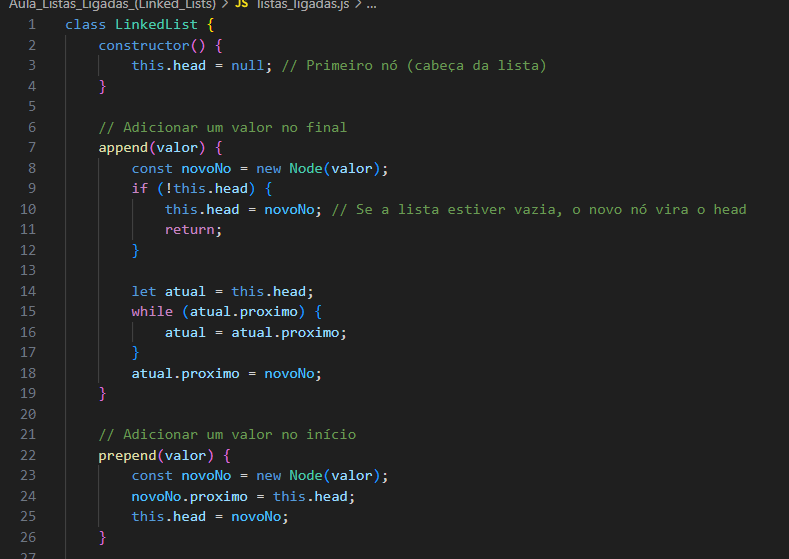 Aula_Listas_Ligadas_(Linked_Lists) > JS listas_ligadas.js > ...
1 class LinkedList {
2     constructor() {
3         this.head = null; // Primeiro nó (cabeça da lista)
4     }
5
6     // Adicionar um valor no final
7     append(valor) {
8         const novoNo = new Node(valor);
9         if (!this.head) {
10             this.head = novoNo; // Se a lista estiver vazia, o novo nó vira o head
11             return;
12         }
13
14         let atual = this.head;
15         while (atual.proximo) {
16             atual = atual.proximo;
17         }
18         atual.proximo = novoNo;
19     }
20
21     // Adicionar um valor no início
22     prepend(valor) {
23         const novoNo = new Node(valor);
24         novoNo.proximo = this.head;
25         this.head = novoNo;
26     }
27